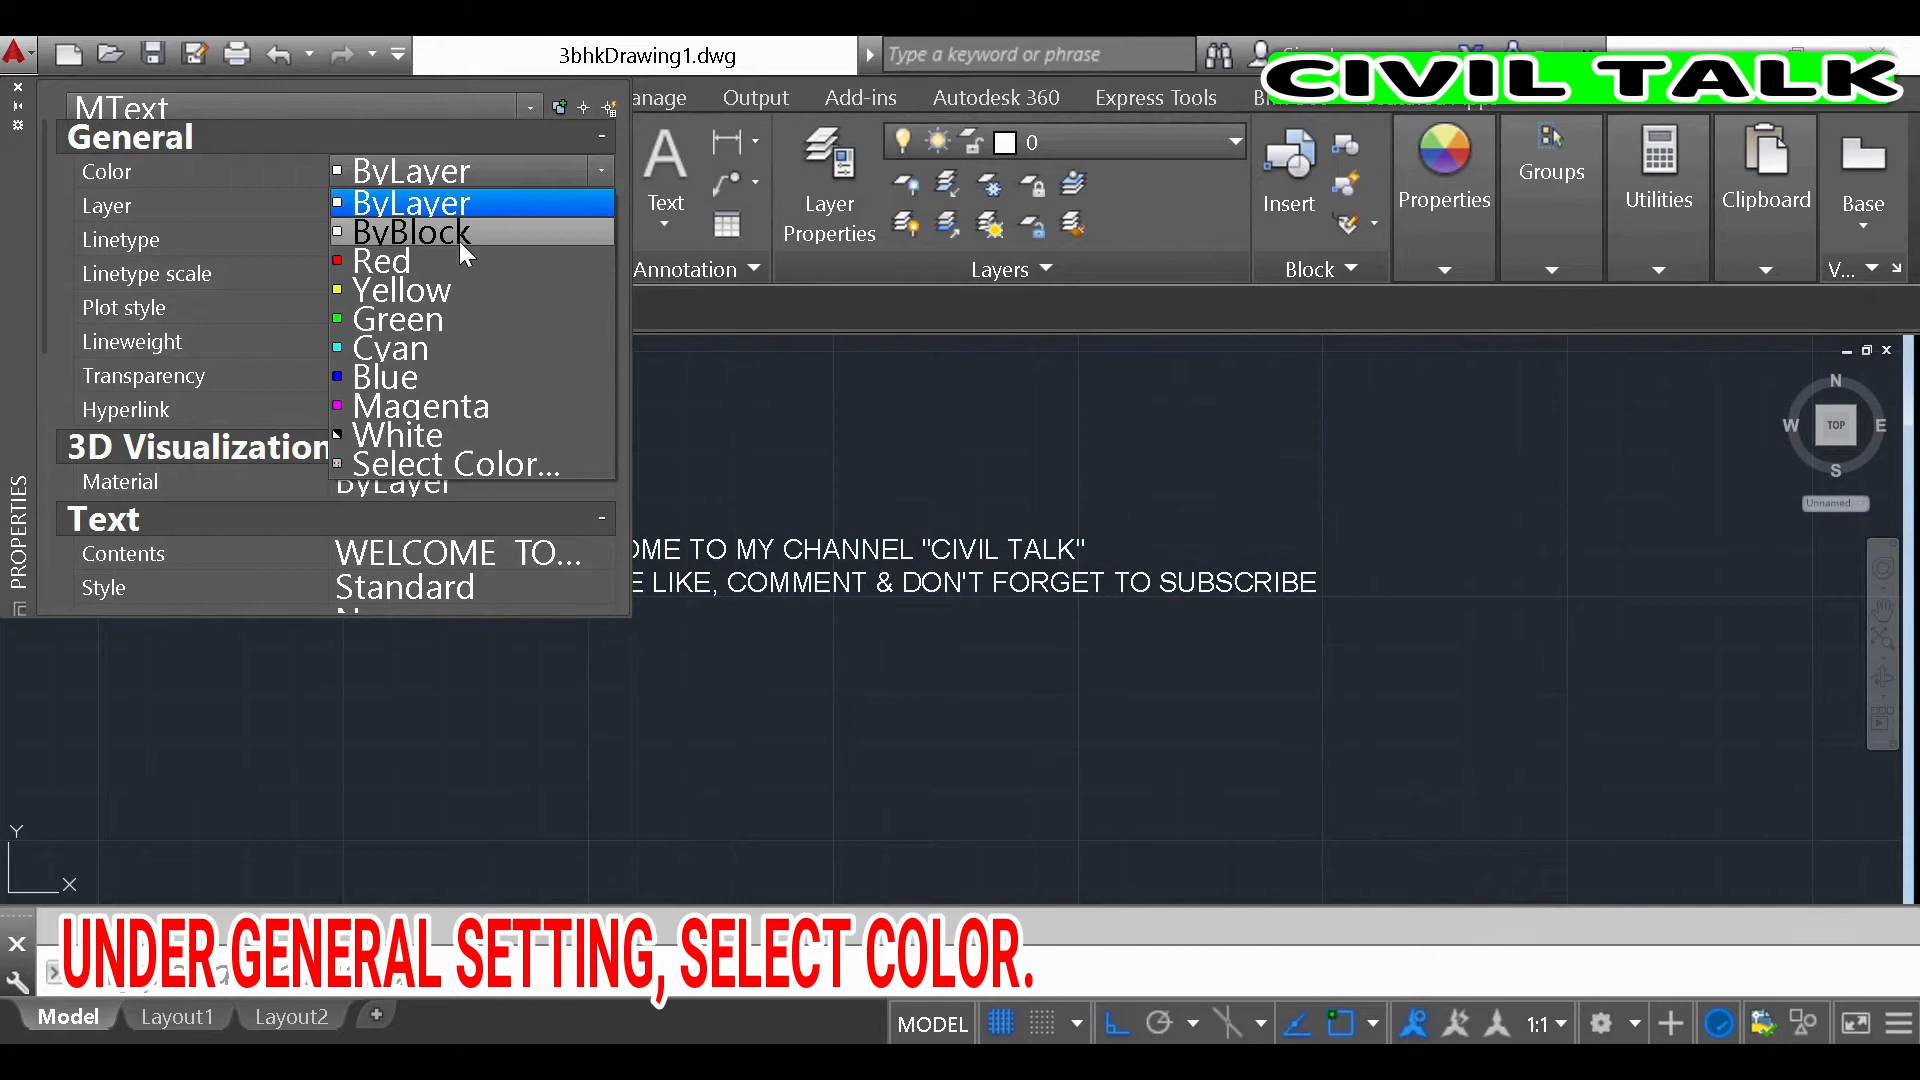 3bhkDrawing1.dwg
Type a keyword or phrase
CIVIL TALK
MText
anage
Output
Add-ins
Autodesk 360
Express Tools
General
Color
ByLayer
0
Layer
ByLayer
Linetype
ByBlock
Linetype scale
Red
Plot style
Yellow
Lineweight
Green
Transparency
Cyan
Hyperlink
Blue
Magenta
White
Select Color...
3D Visualization
Material
ByLayer
Text
Contents
WELCOME TO...
Style
Standard
PROPERTIES
Text
Layer
Properties
Insert
Properties
Groups
Utilities
Clipboard
Base
Annotation
Layers
Block
V...
N
W
TOP
E
S
Unnamed
OME TO MY CHANNEL "CIVIL TALK"
E LIKE, COMMENT & DON'T FORGET TO SUBSCRIBE
Y
X
UNDER GENERAL SETTING, SELECT COLOR.
Model
Layout1
Layout2
MODEL
1:1